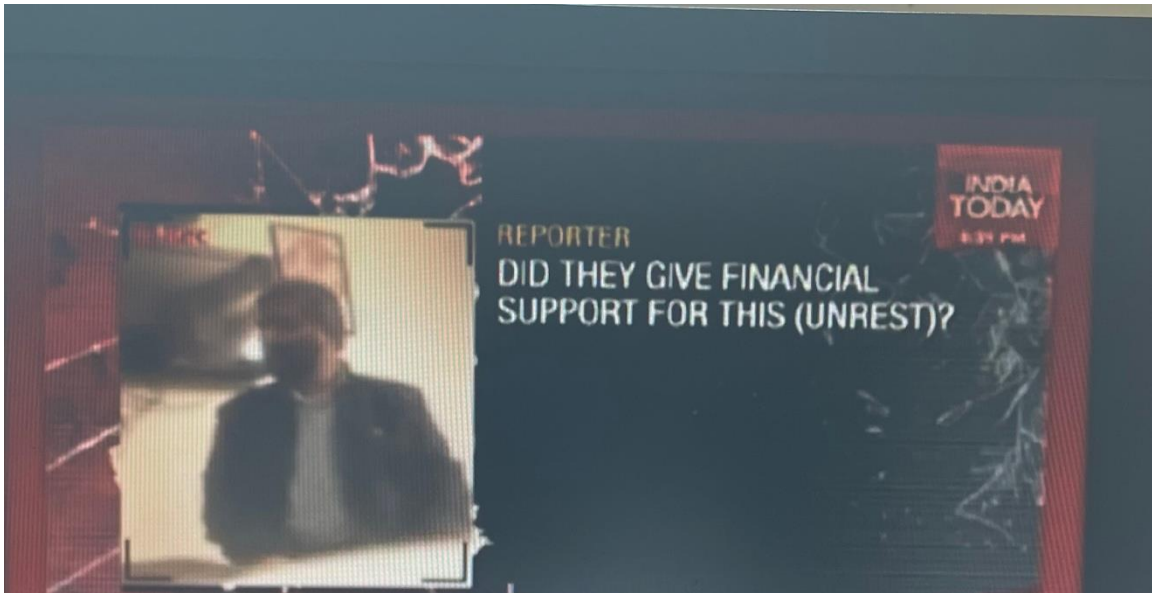 REPORTER
DID THEY GIVE FINANCIAL
SUPPORT FOR THIS (UNREST)?
INDIA
TODAY